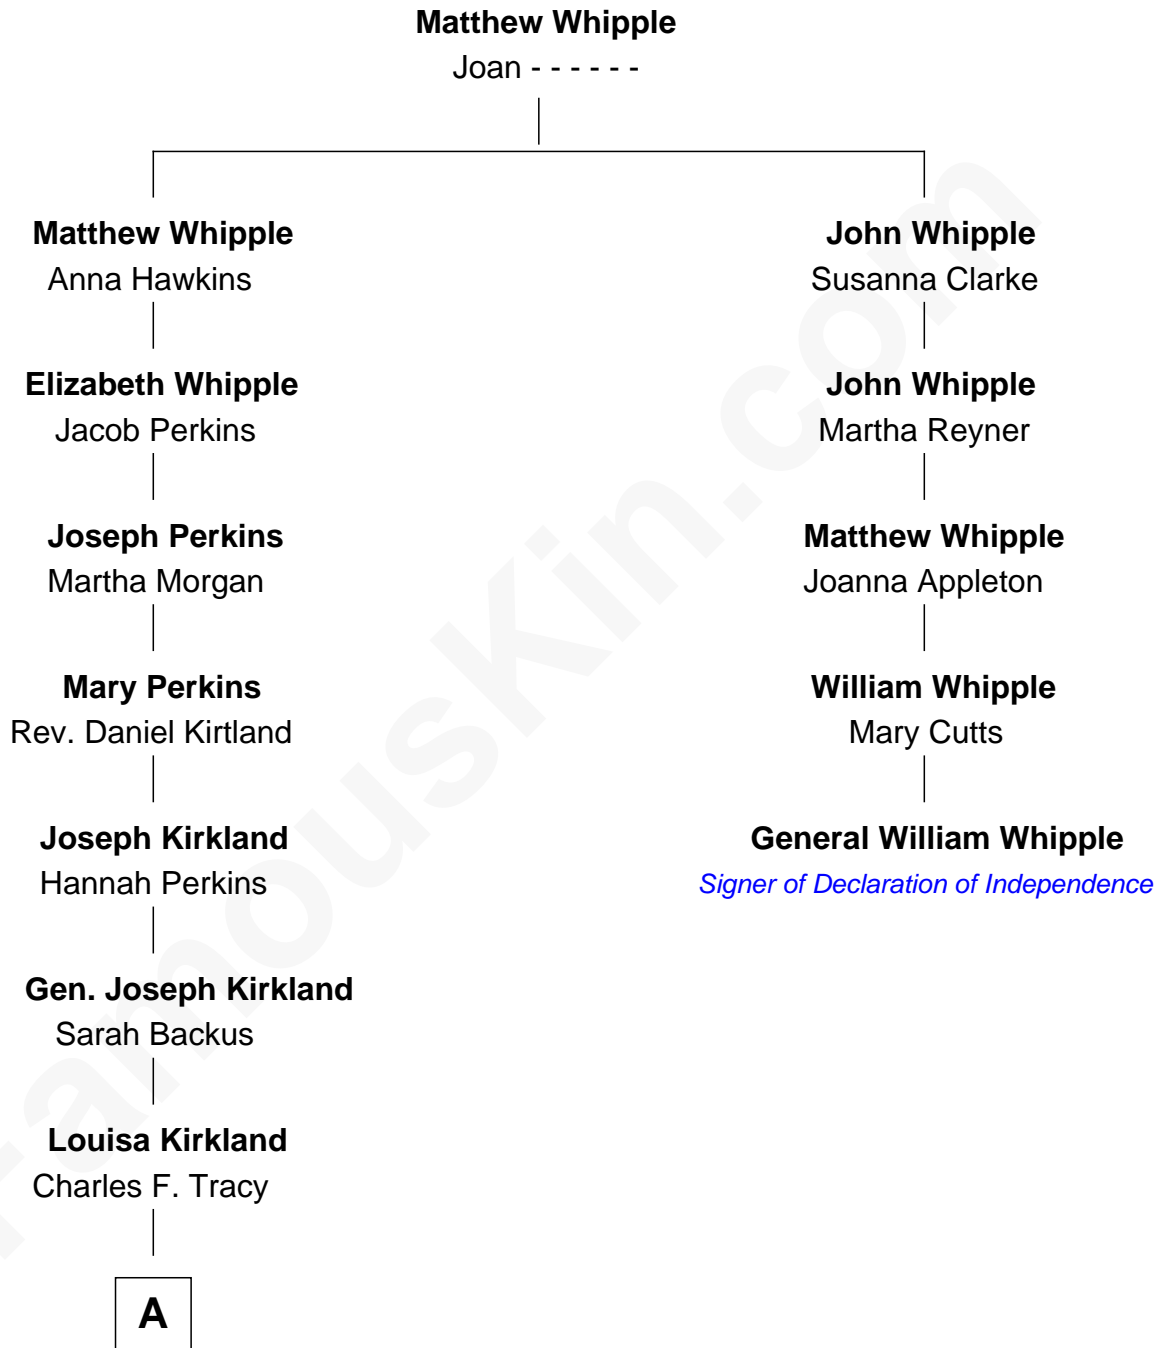 Matthew Whipple
Joan - - - - - -
Matthew Whipple
Anna Hawkins
John Whipple
Susanna Clarke
Elizabeth Whipple
Jacob Perkins
John Whipple
Martha Reyner
Joseph Perkins
Martha Morgan
Matthew Whipple
Joanna Appleton
Mary Perkins
Rev. Daniel Kirtland
William Whipple
Mary Cutts
Joseph Kirkland
Hannah Perkins
General William Whipple
Signer of Declaration of Independence
Gen. Joseph Kirkland
Sarah Backus
Louisa Kirkland
Charles F. Tracy
A
FamousKin.com